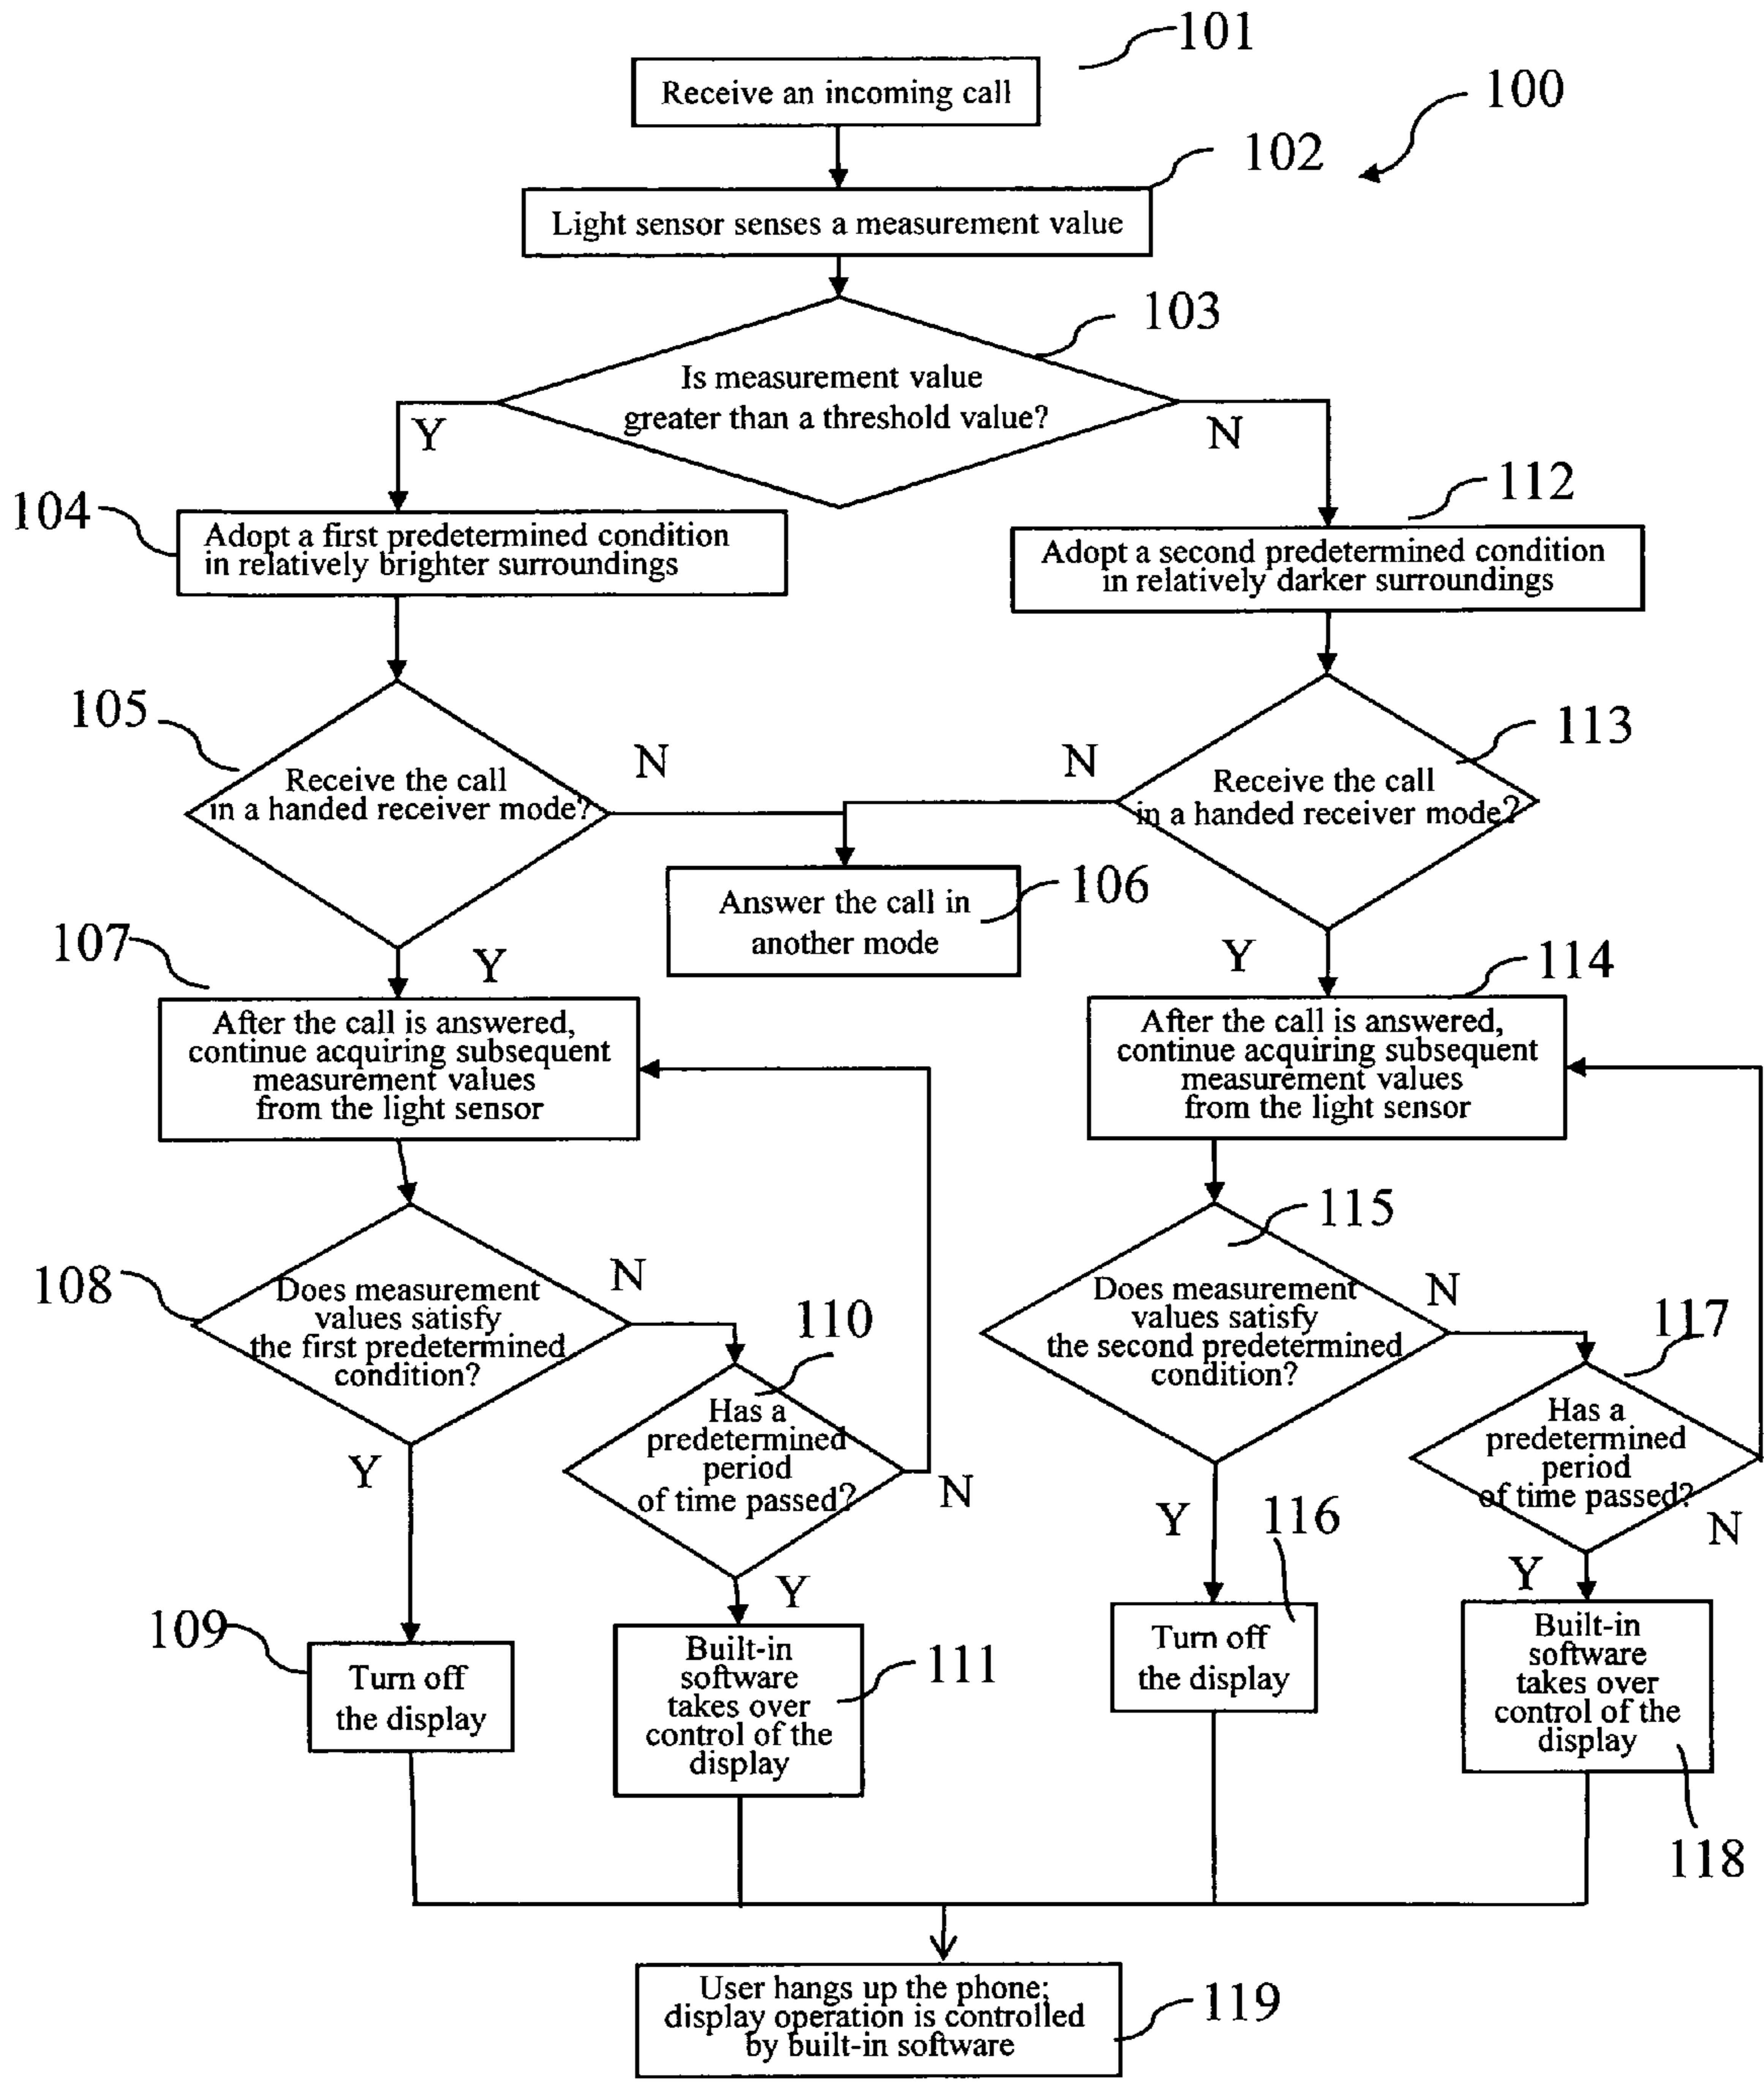 101
Receive an incoming call
100
102
Light sensor senses a measurement value
103
Is measurement value
greater than a threshold value?
Y
N
104
Adopt a first predetermined condition
in relatively brighter surroundings
112
Adopt a second predetermined condition
in relatively darker surroundings
105
Receive the call
in a handed receiver mode?
N
N
113
Receive the call
in a handed receiver mode?
106
Answer the call in
another mode
107
Y
Y
114
After the call is answered,
continue acquiring subsequent
measurement values
from the light sensor
After the call is answered,
continue acquiring subsequent
measurement values
from the light sensor
108
Does measurement
values satisfy
the first predetermined
condition?
N
110
Has a
predetermined
period
of time passed?
N
Y
Y
115
Does measurement
values satisfy
the second predetermined
condition?
N
117
Has a
predetermined
period
of time passed?
N
Y
116
Y
109
Turn off
the display
Built-in
software
takes over
control of the
display
111
Turn off
the display
Built-in
software
takes over
control of the
display
118
User hangs up the phone;
display operation is controlled
by built-in software
119